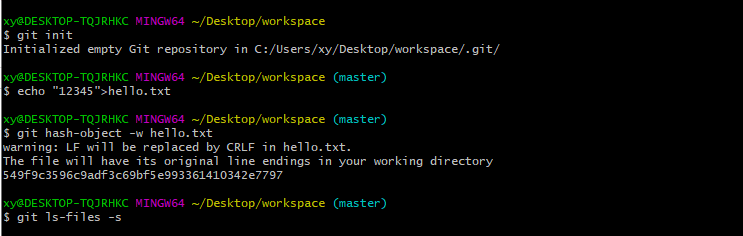 xy@DESKTOP-TQJRHKC MINGW64 ~/Desktop/workspace
$ git init
Initialized empty Git repository in C:/Users/xy/Desktop/workspace/.git/
xy@DESKTOP-TQJRHKC MINGW64 ~/Desktop/workspace (master)
$ echo "12345">hello.txt
xy@DESKTOP-TQJRHKC MINGW64 ~/Desktop/workspace (master)
$ git hash-object -w hello.txt
warning: LF will be replaced by CRLF in hello.txt.
The file will have its original line endings in your working directory
549f9c3596c9adf3c69bf5e993361410342e7797
xy@DESKTOP-TQJRHKC MINGW64 ~/Desktop/workspace (master)
$ git ls-files -s